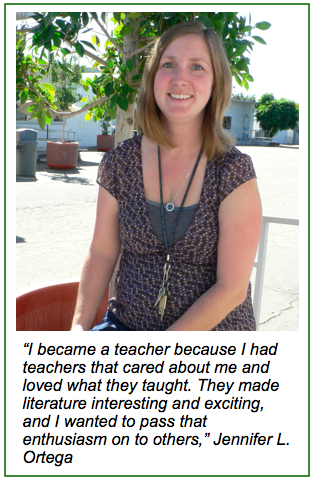 “I became a teacher because I had
teachers that cared about me and
loved what they taught. They made
literature interesting and exciting,
and I wanted to pass that
enthusiasm on to others,” Jennifer L.
Ortega